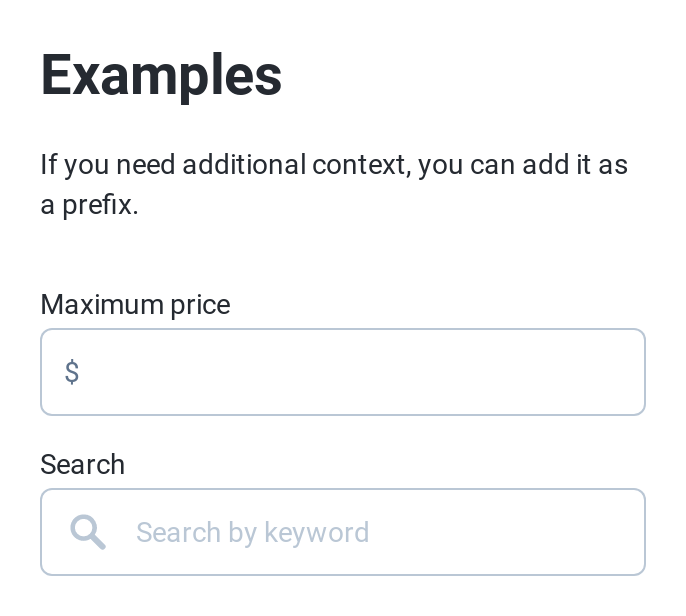 Examples
If you need additional context, you can add it as
a prefix.
Maximum price
$
Search
Search by keyword